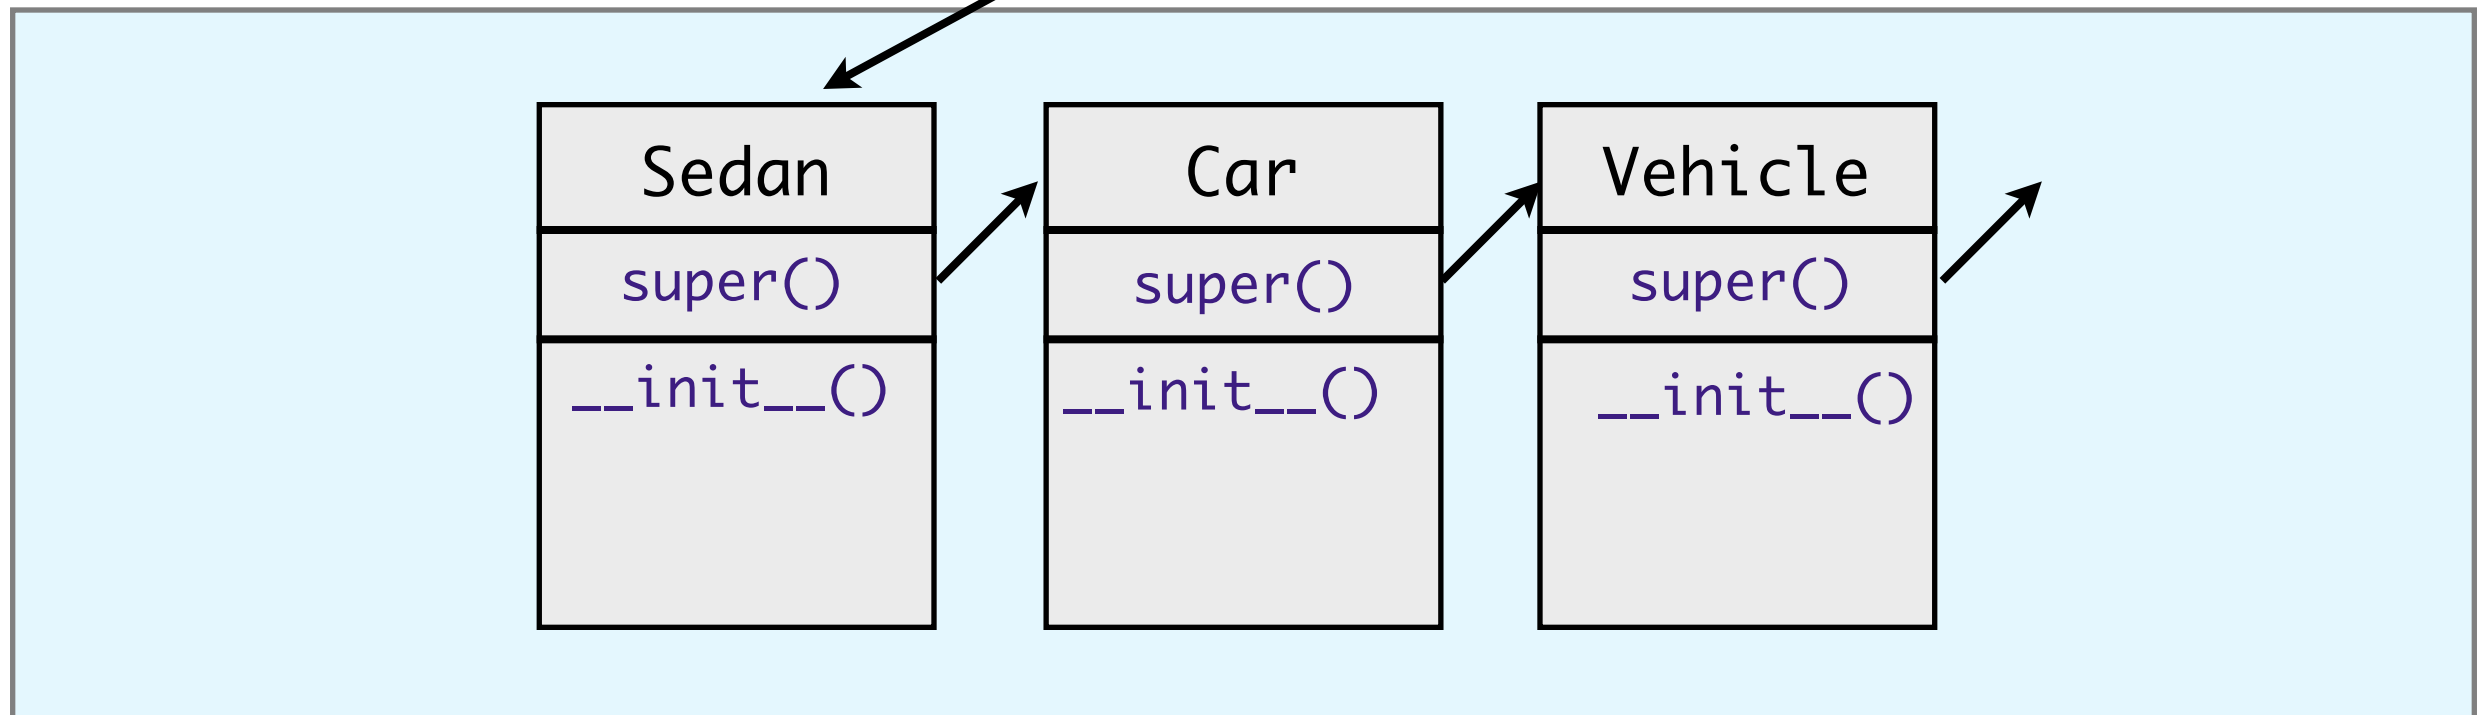 Sedan
super()
__init__()
Car
super()
__init__()
Vehicle
super()
__init__()